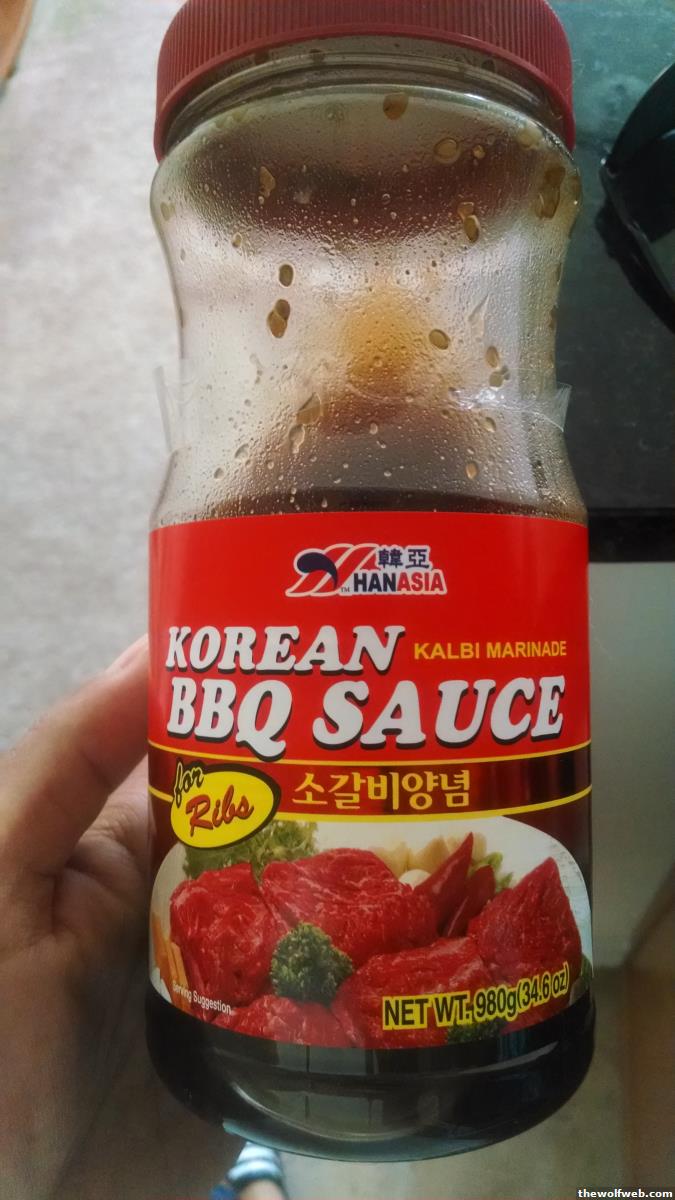 韓亞
™ HANASIA
KOREAN KALBI MARINADE
BBQ SAUCE
for
Ribs
소갈비양념
Serving Suggestion
NET WT. 980g(34.6 oz)
thewolfweb.com